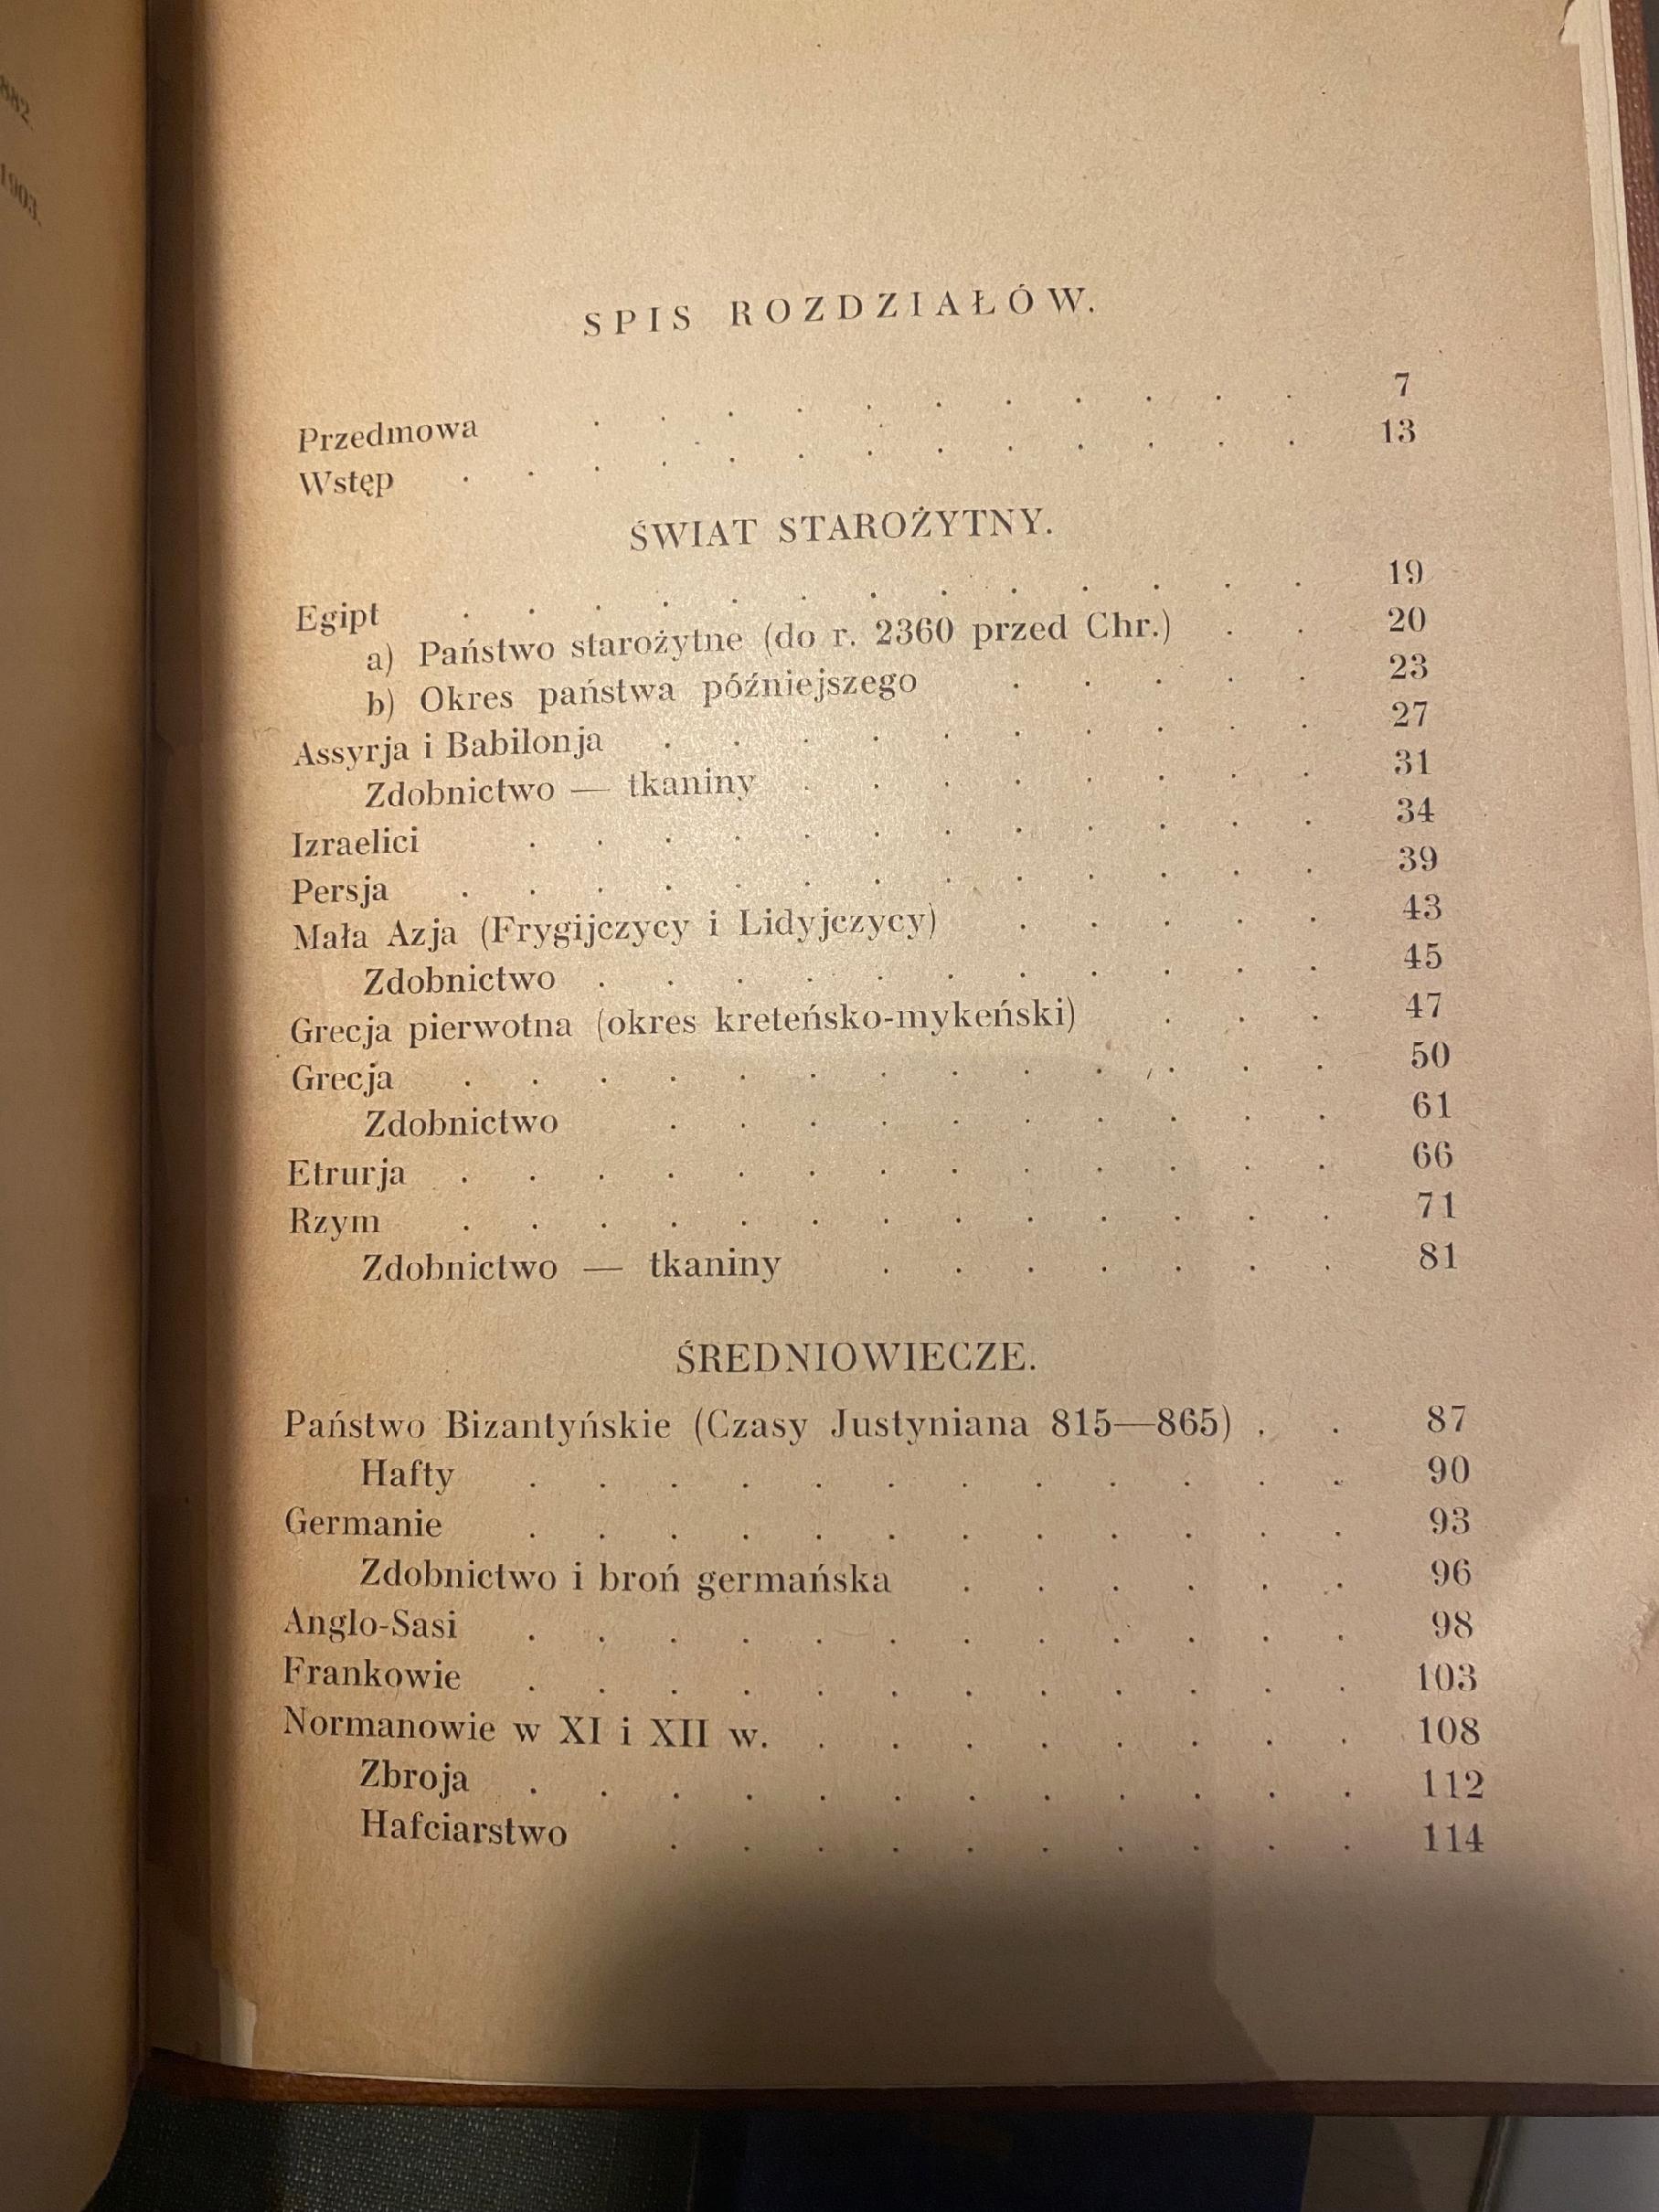 882.
1903.
SPIS ROZDZIAŁÓW.
Przedmowa . . . . . . . . . . . 7
Wstęp . . . . . . . . . . . . . 13
ŚWIAT STAROŻYTNY.
Egipt . . . . . . . . . . . . . 19
a) Państwo starożytne (do r. 2360 przed Chr.) . . 20
b) Okres państwa późniejszego . . . . . 23
Assyrja i Babilonja . . . . . . . . . . 27
Zdobnictwo — tkaniny . . . . . . . . 31
Izraelici . . . . . . . . . . . . 34
Persja . . . . . . . . . . . . . 39
Mała Azja (Frygijczycy i Lidyjczycy) . . . . . 43
Zdobnictwo . . . . . . . . . . . 45
Grecja pierwotna (okres kreteńsko-mykeński) . . . 47
Grecja . . . . . . . . . . . . . 50
Zdobnictwo . . . . . . . . . . 61
Etrurja . . . . . . . . . . . . . 66
Rzym . . . . . . . . . . . . . 71
Zdobnictwo — tkaniny . . . . . . . 81
ŚREDNIOWIECZE.
Państwo Bizantyńskie (Czasy Justyniana 815—865) . . 87
Hafty . . . . . . . . . . . . 90
Germanie . . . . . . . . . . . . 93
Zdobnictwo i broń germańska . . . . . . 96
Anglo-Sasi . . . . . . . . . . . . 98
Frankowie . . . . . . . . . . . . 103
Normanowie w XI i XII w. . . . . . . . . 108
Zbroja . . . . . . . . . . . . 112
Hafciarstwo . . . . . . . . . . 114